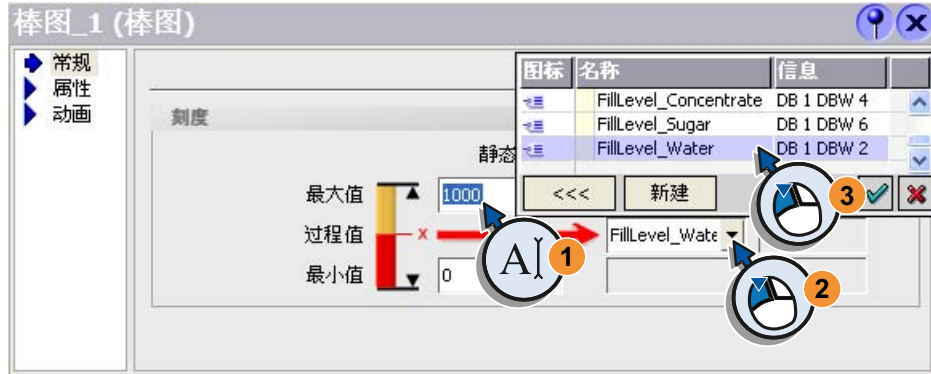 棒图_1 (棒图)
常规
属性
动画
图标 名称 信息
FillLevel_Concentrate DB 1 DBW 4
FillLevel_Sugar DB 1 DBW 6
FillLevel_Water DB 1 DBW 2
<<< 新建
刻度
静态
最大值 1000
过程值 x FillLevel_Wate
最小值 0
A
1
2
3